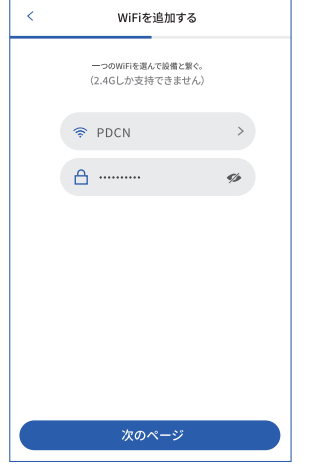 WiFiを追加する
一つのWiFiを選んで設備と繋ぐ。
（2.4Gしか支持できません）
PDCN
••••••••••
次のページ